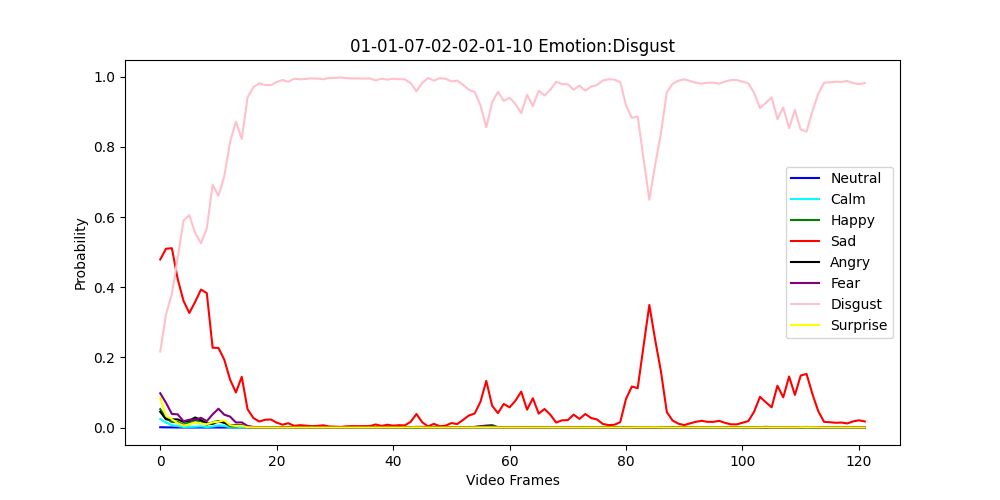 01-01-07-02-02-01-10 Emotion:Disgust
1.0
0.8
0.6
0.4
0.2
0.0
Probability
0 20 40 60 80 100 120
Video Frames
Neutral
Calm
Happy
Sad
Angry
Fear
Disgust
Surprise